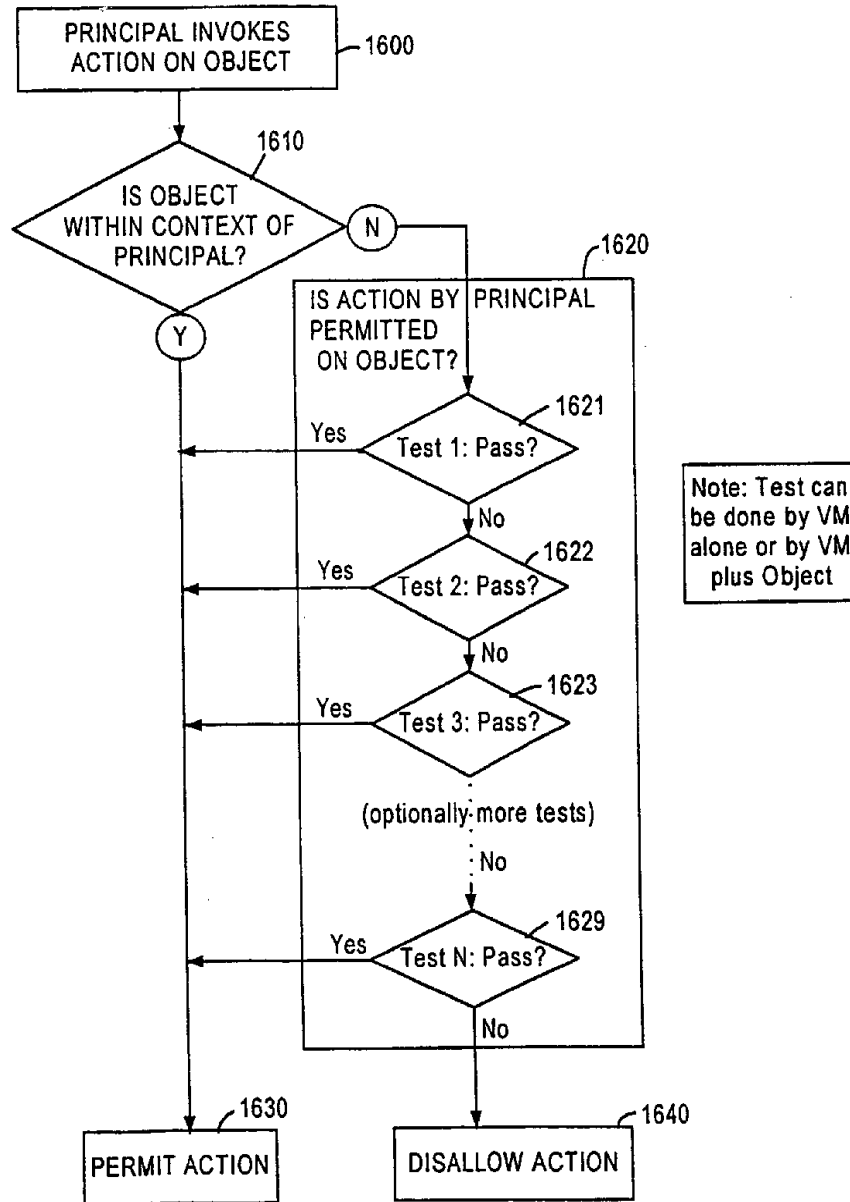 PRINCIPAL INVOKES
ACTION ON OBJECT
1600
1610
IS OBJECT
WITHIN CONTEXT OF
PRINCIPAL?
N
Y
1620
IS ACTION BY PRINCIPAL
PERMITTED
ON OBJECT?
1621
Test 1: Pass?
Yes
No
1622
Test 2: Pass?
Yes
No
1623
Test 3: Pass?
Yes
(optionally more tests)
No
1629
Test N: Pass?
Yes
No
Note: Test can
be done by VM
alone or by VM
plus Object
1630
PERMIT ACTION
1640
DISALLOW ACTION